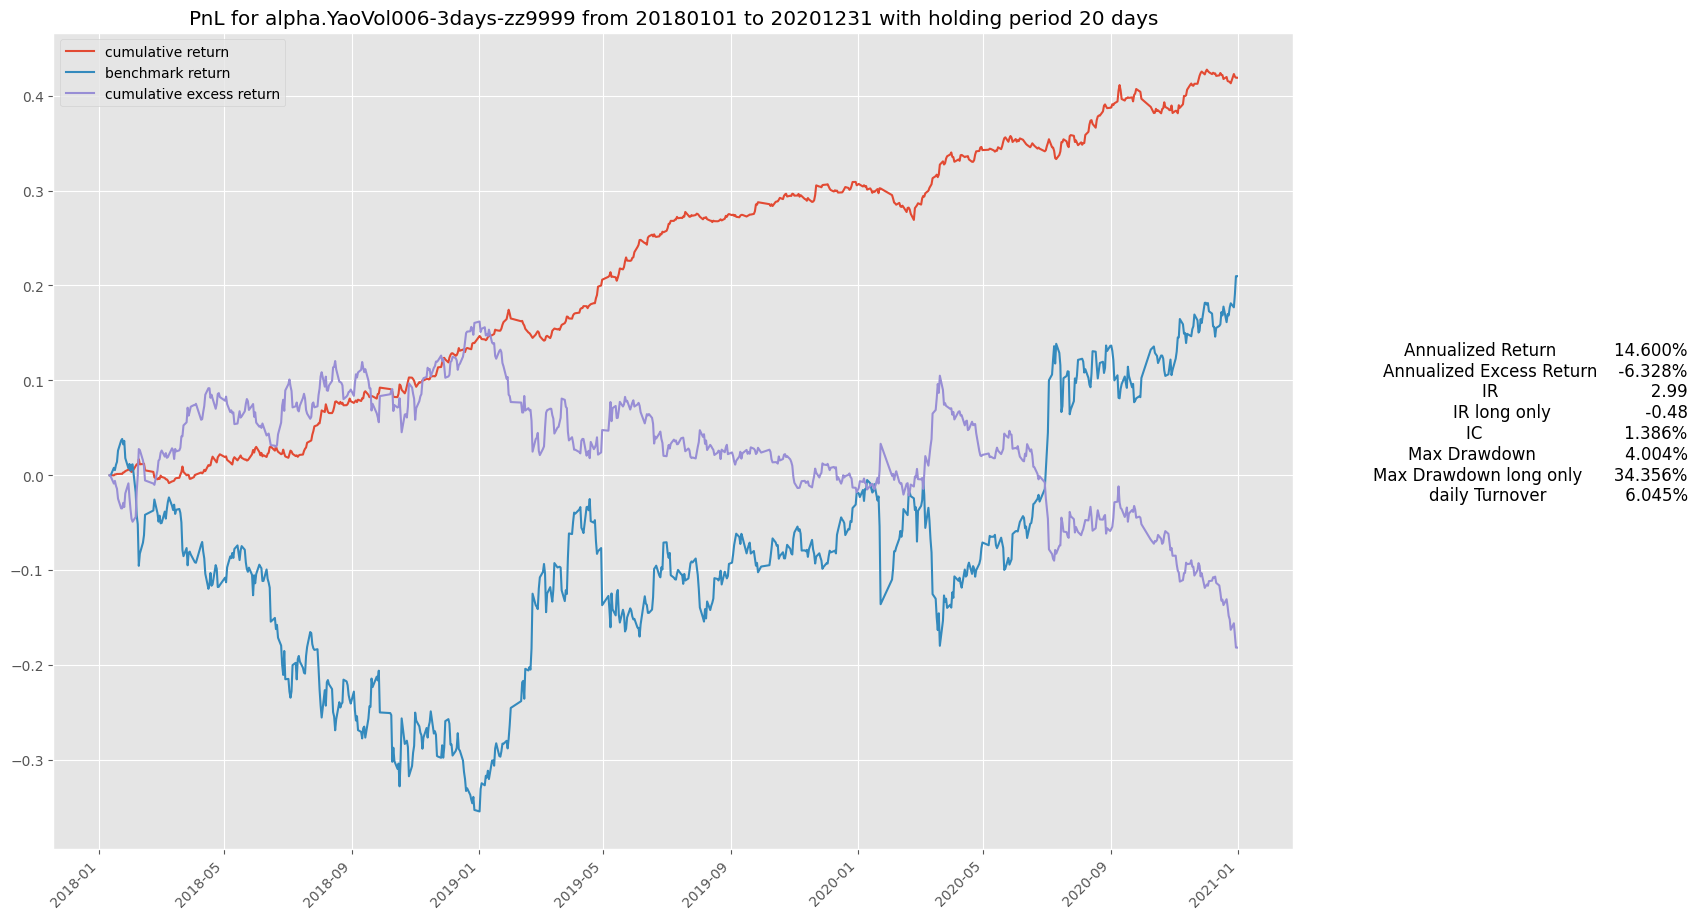 PnL for alpha.YaoVol006-3days-zz9999 from 20180101 to 20201231 with holding period 20 days
cumulative return
benchmark return
cumulative excess return
0.4
0.3
0.2
0.1
0.0
−0.1
−0.2
−0.3
2018-01
2018-05
2018-09
2019-01
2019-05
2019-09
2020-01
2020-05
2020-09
2021-01
Annualized Return 14.600%
Annualized Excess Return -6.328%
IR 2.99
IR long only -0.48
IC 1.386%
Max Drawdown 4.004%
Max Drawdown long only 34.356%
daily Turnover 6.045%